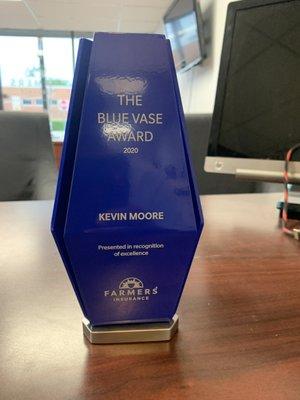 THE
BLUE VASE
AWARD
2020
KEVIN MOORE
Presented in recognition
of excellence
FARMERS
INSURANCE